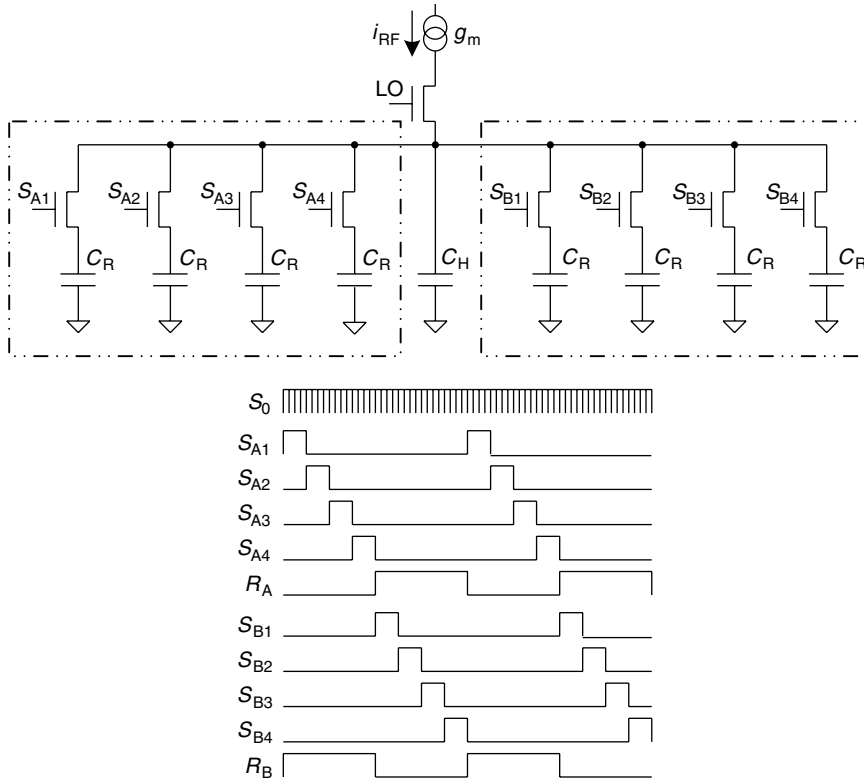 i_RF g_m
LO
S_A1 S_A2 S_A3 S_A4 S_B1 S_B2 S_B3 S_B4
C_R C_R C_R C_R C_H C_R C_R C_R C_R
S_0
S_A1
S_A2
S_A3
S_A4
R_A
S_B1
S_B2
S_B3
S_B4
R_B